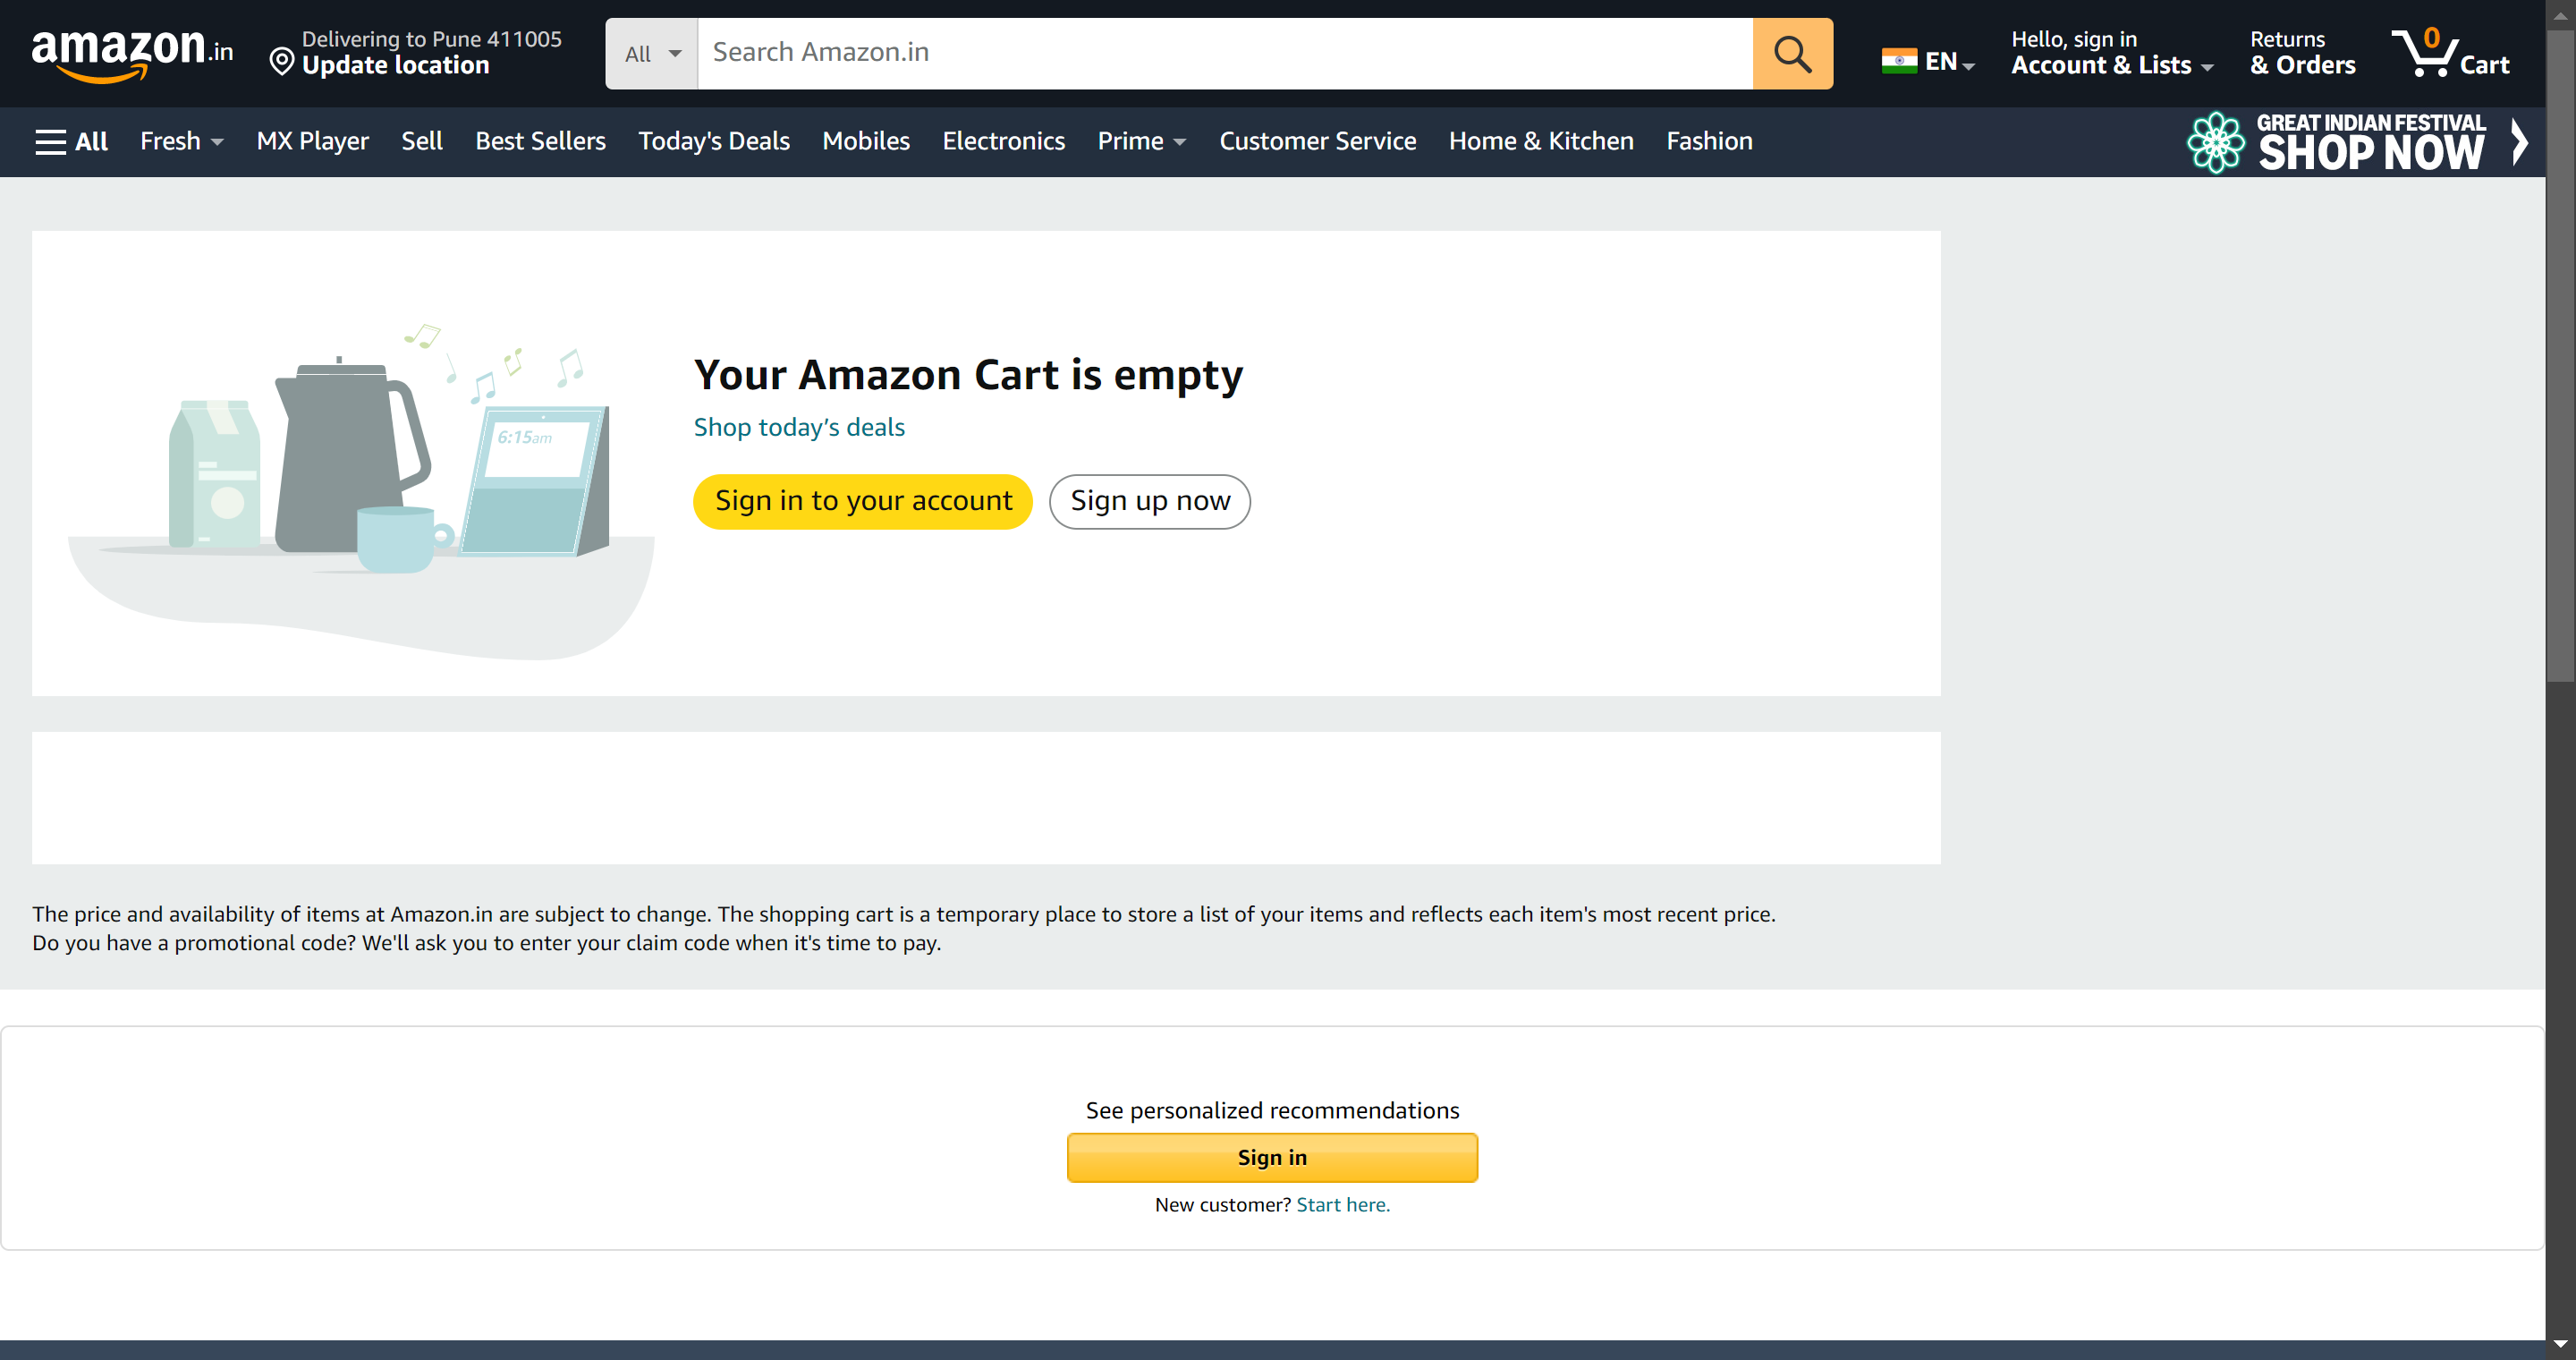 amazon.in
Delivering to Pune 411005
Update location
All
Search Amazon.in
EN
Hello, sign in
Account & Lists
Returns
& Orders
0
Cart
All
Fresh
MX Player
Sell
Best Sellers
Today's Deals
Mobiles
Electronics
Prime
Customer Service
Home & Kitchen
Fashion
GREAT INDIAN FESTIVAL
SHOP NOW
6:15am
Your Amazon Cart is empty
Shop today’s deals
Sign in to your account
Sign up now
The price and availability of items at Amazon.in are subject to change. The shopping cart is a temporary place to store a list of your items and reflects each item's most recent price.
Do you have a promotional code? We'll ask you to enter your claim code when it's time to pay.
See personalized recommendations
Sign in
New customer? Start here.